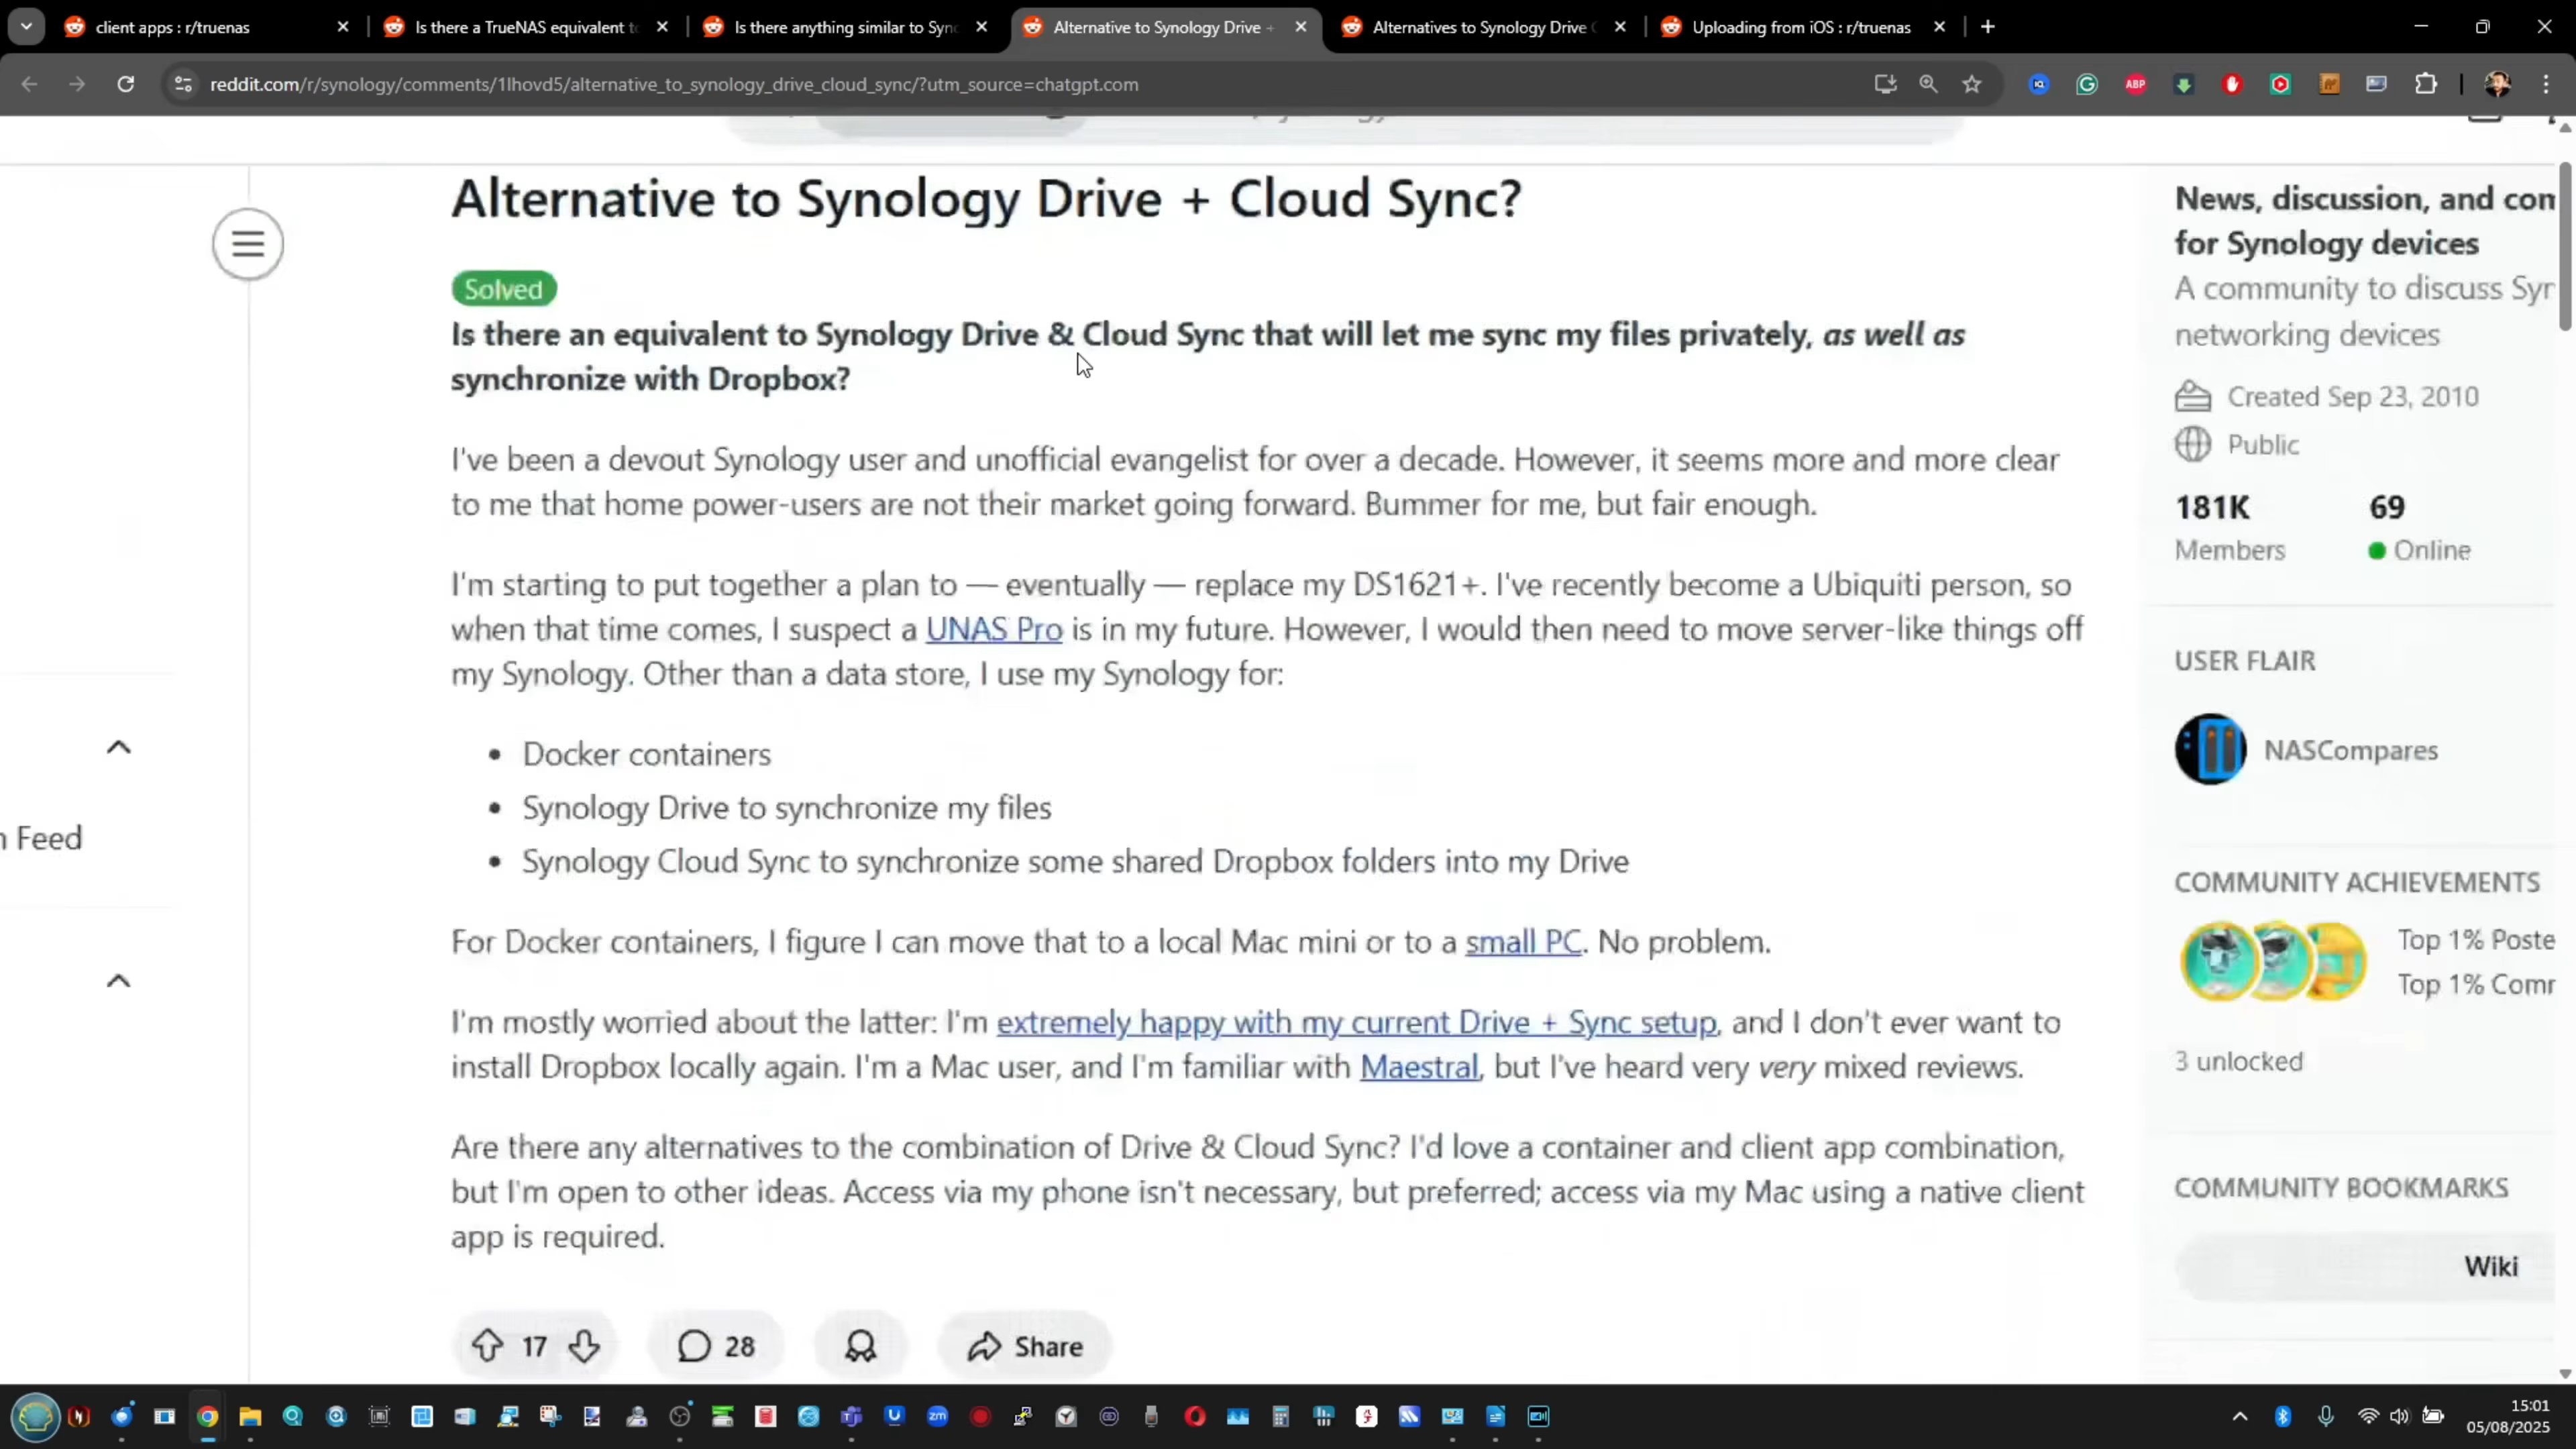 client apps : r/truenas
Is there a TrueNAS equivalent to
Is there anything similar to Syn
Alternative to Synology Drive +
Alternatives to Synology Drive C
Uploading from iOS : r/truenas
reddit.com/r/synology/comments/1lhovd5/alternative_to_synology_drive_cloud_sync/?utm_source=chatgpt.com
ABP
Alternative to Synology Drive + Cloud Sync?
Solved
Is there an equivalent to Synology Drive & Cloud Sync that will let me sync my files privately, as well as
synchronize with Dropbox?
I've been a devout Synology user and unofficial evangelist for over a decade. However, it seems more and more clear
to me that home power-users are not their market going forward. Bummer for me, but fair enough.
I'm starting to put together a plan to — eventually — replace my DS1621+. I've recently become a Ubiquiti person, so
when that time comes, I suspect a UNAS Pro is in my future. However, I would then need to move server-like things off
my Synology. Other than a data store, I use my Synology for:
• Docker containers
• Synology Drive to synchronize my files
• Synology Cloud Sync to synchronize some shared Dropbox folders into my Drive
For Docker containers, I figure I can move that to a local Mac mini or to a small PC. No problem.
I'm mostly worried about the latter: I'm extremely happy with my current Drive + Sync setup, and I don't ever want to
install Dropbox locally again. I'm a Mac user, and I'm familiar with Maestral, but I've heard very very mixed reviews.
Are there any alternatives to the combination of Drive & Cloud Sync? I'd love a container and client app combination,
but I'm open to other ideas. Access via my phone isn't necessary, but preferred; access via my Mac using a native client
app is required.
17
28
Share
n Feed
News, discussion, and con
for Synology devices
A community to discuss Syn
networking devices
Created Sep 23, 2010
Public
181K 69
Members Online
USER FLAIR
NASCompares
COMMUNITY ACHIEVEMENTS
Top 1% Poste
Top 1% Comm
3 unlocked
COMMUNITY BOOKMARKS
Wiki
zm
15:01
05/08/2025